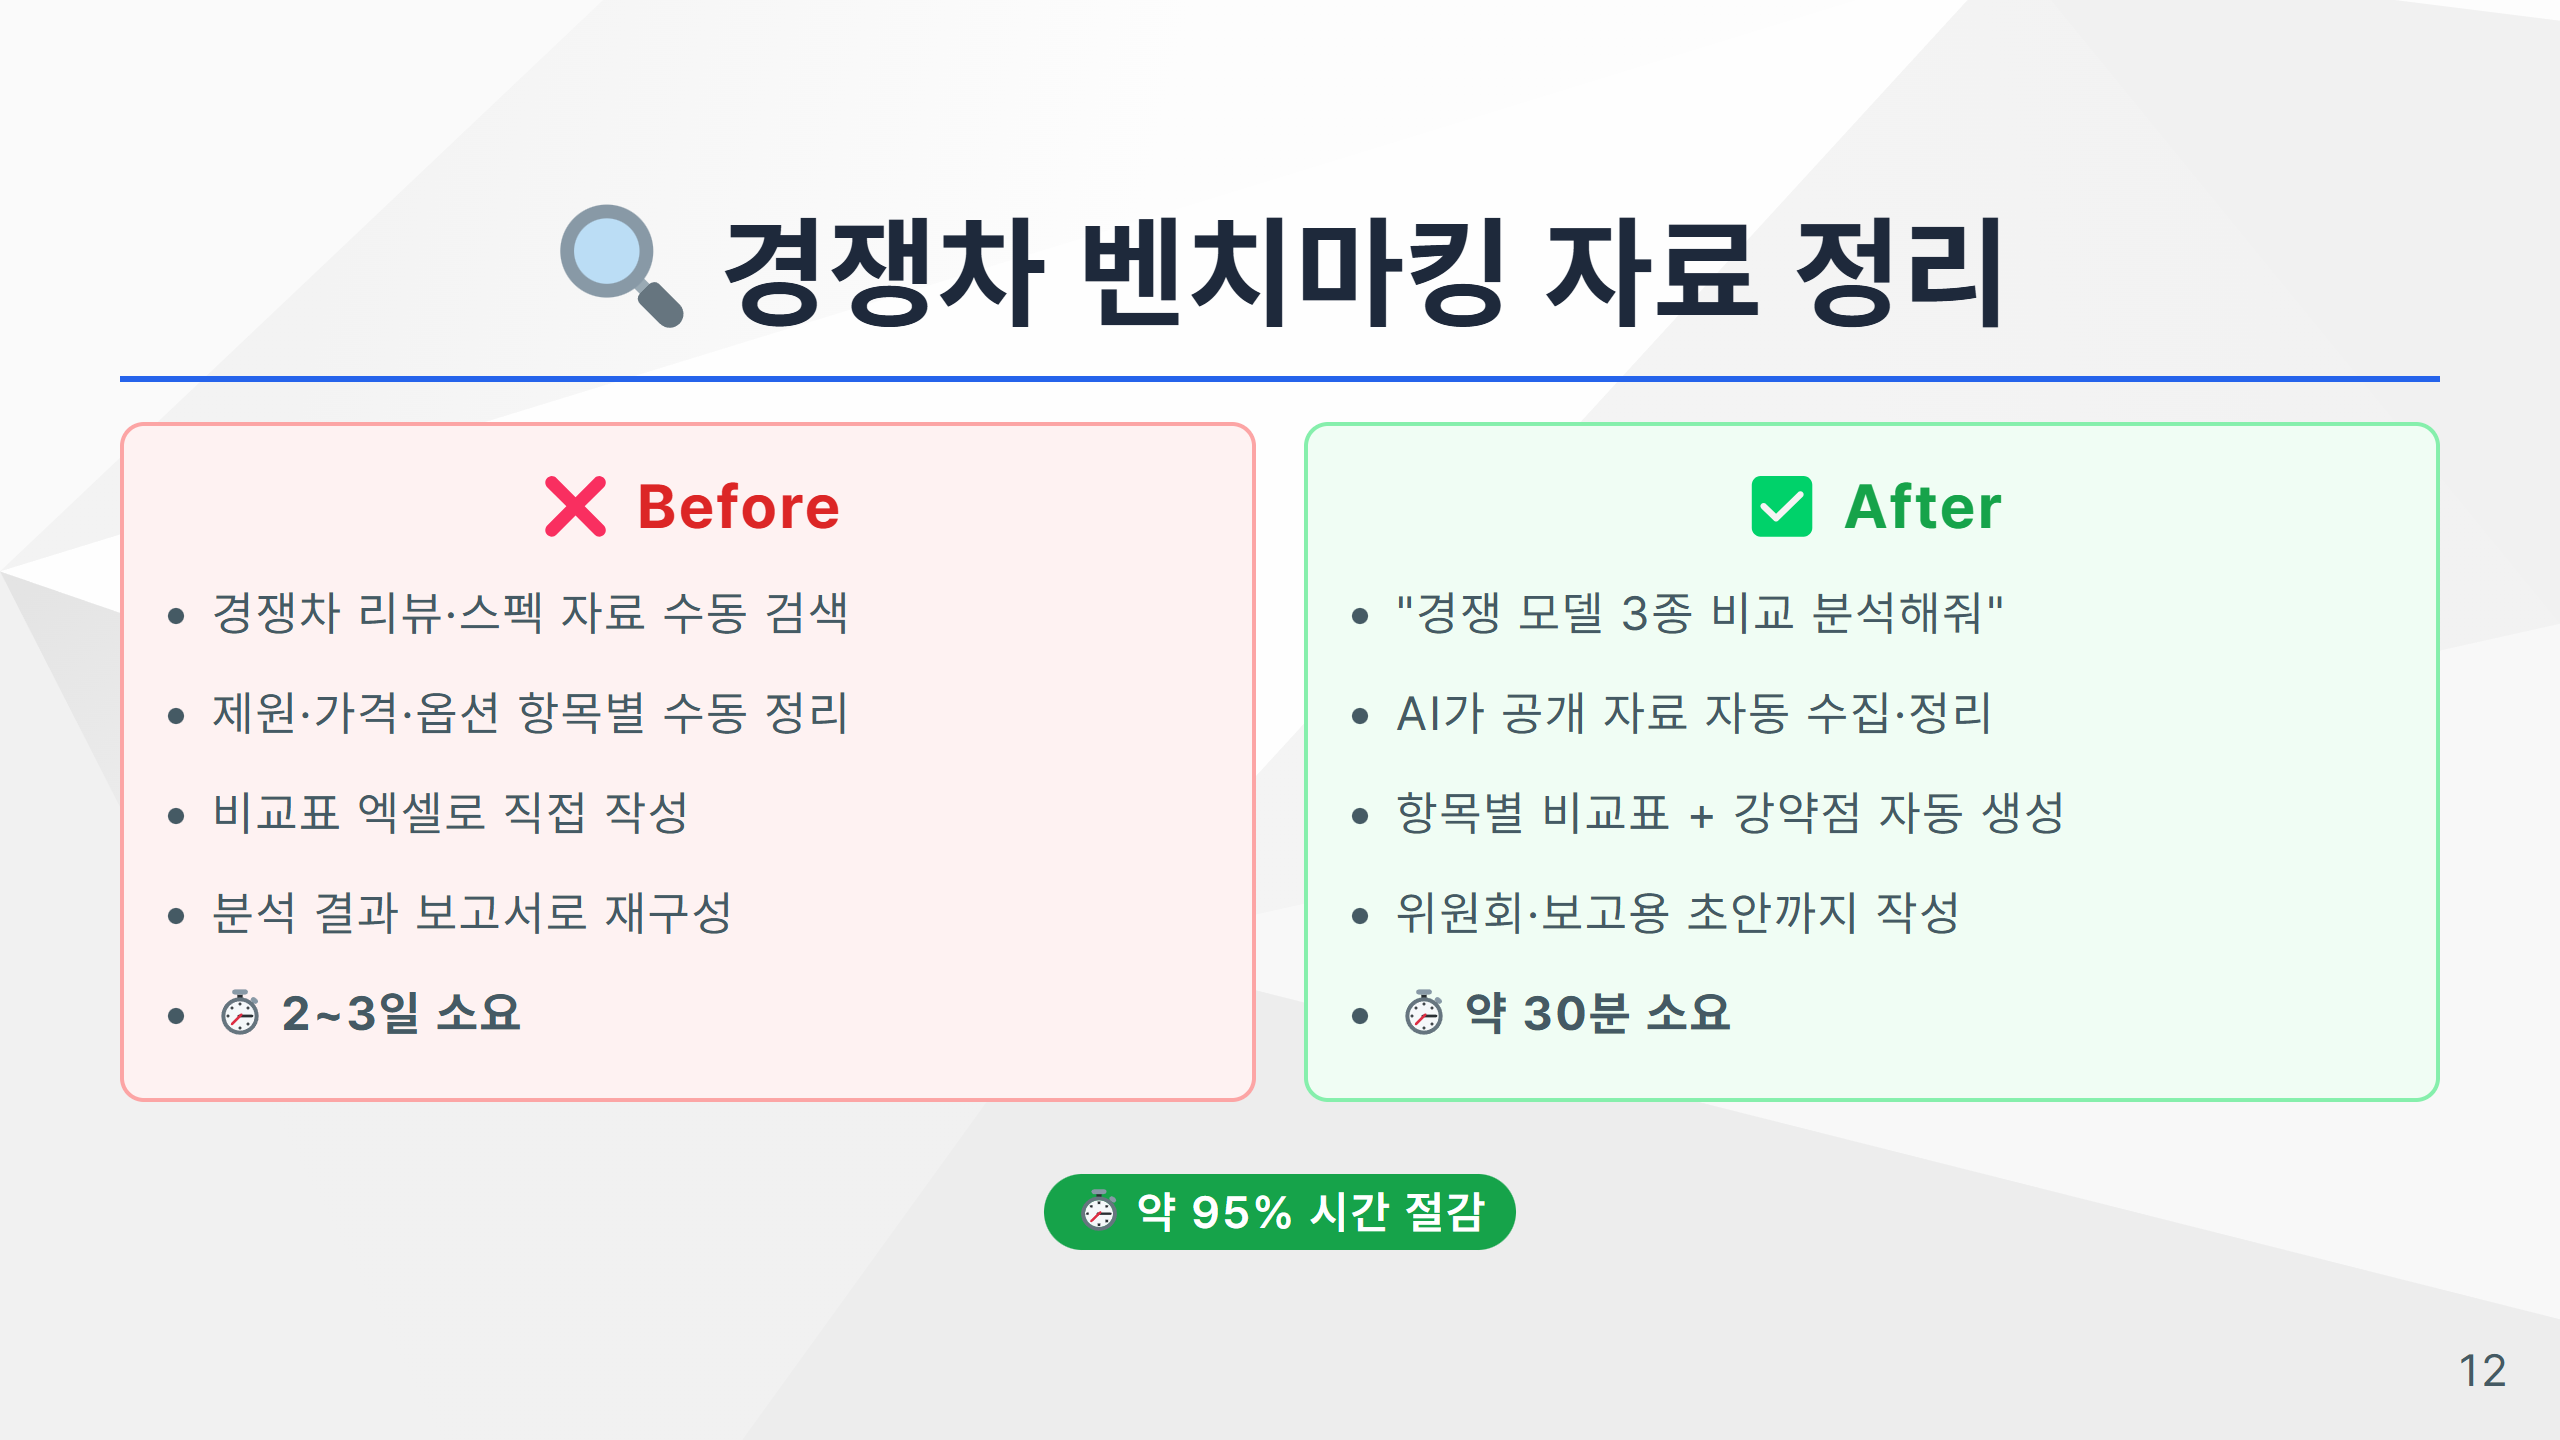 🔍 경쟁차 벤치마킹 자료 정리
❌ Before
• 경쟁차 리뷰·스펙 자료 수동 검색
• 제원·가격·옵션 항목별 수동 정리
• 비교표 엑셀로 직접 작성
• 분석 결과 보고서로 재구성
• ⏱ 2~3일 소요
✅ After
• "경쟁 모델 3종 비교 분석해줘"
• AI가 공개 자료 자동 수집·정리
• 항목별 비교표 + 강약점 자동 생성
• 위원회·보고용 초안까지 작성
• ⏱ 약 30분 소요
⏱ 약 95% 시간 절감
12